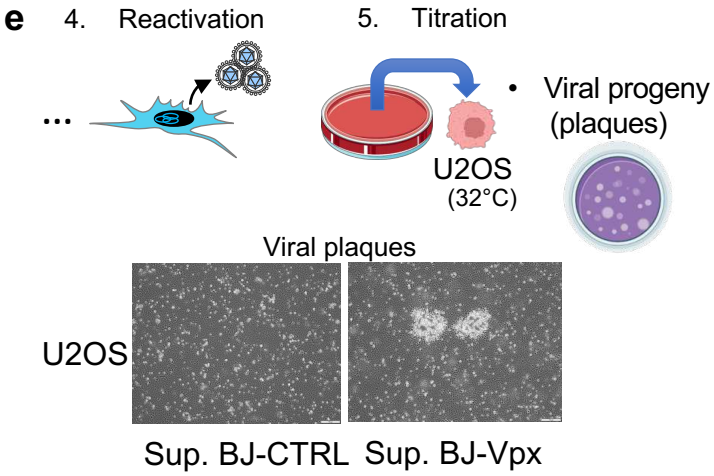 e 4. Reactivation 5. Titration
...
• Viral progeny
(plaques)
U2OS
(32°C)
Viral plaques
U2OS
Sup. BJ-CTRL Sup. BJ-Vpx